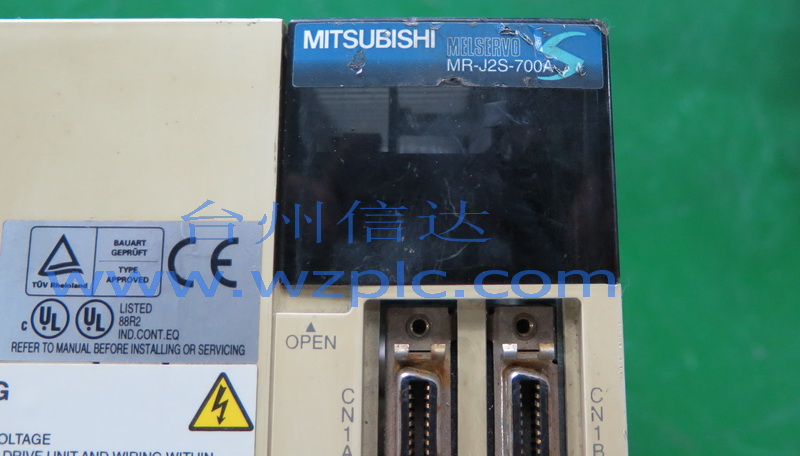 MITSUBISHI
MELSERVO
MR-J2S-700A
台州信达
www.wzplc.com
BAUART
GEPRÜFT
TYPE
APPROVED
TÜV Rheinland
CE
c UL UL
LISTED
88R2
IND.CONT.EQ
REFER TO MANUAL BEFORE INSTALLING OR SERVICING
OPEN
CN1A
CN1B
G
OLTAGE
DRIVE UNIT AND WIRING WITHIN